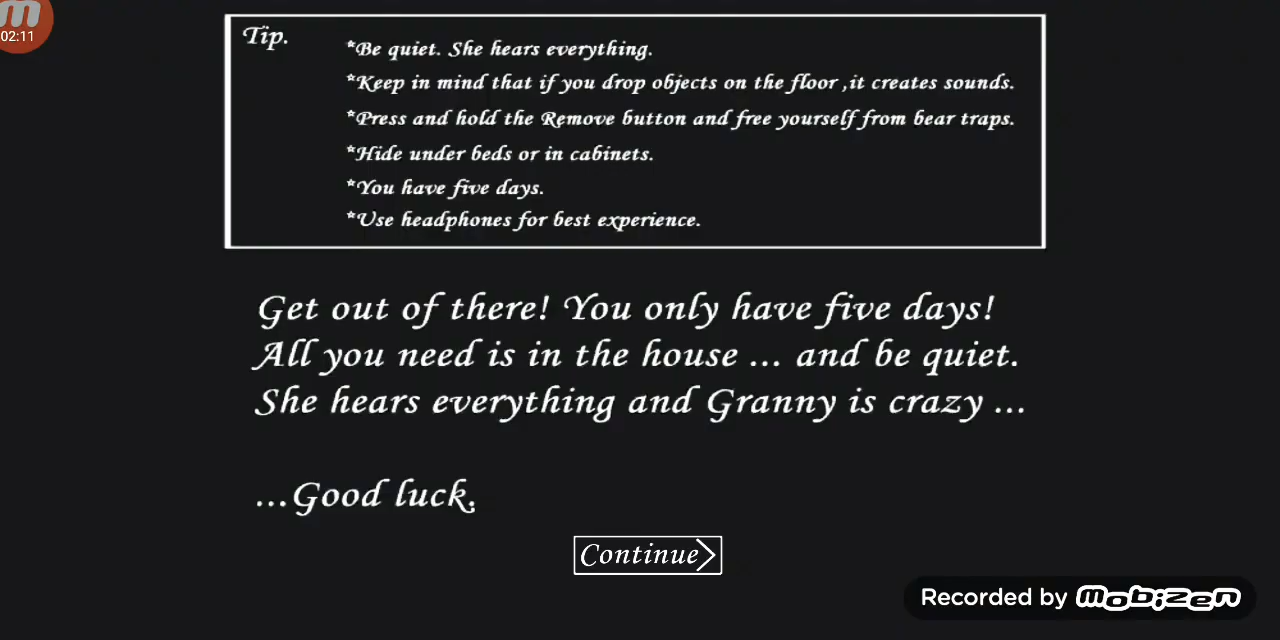 02:11
Tip.
*Be quiet. She hears everything.
*Keep in mind that if you drop objects on the floor ,it creates sounds.
*Press and hold the Remove button and free yourself from bear traps.
*Hide under beds or in cabinets.
*You have five days.
*Use headphones for best experience.
Get out of there! You only have five days!
All you need is in the house ... and be quiet.
She hears everything and Granny is crazy ...
...Good luck.
Continue
Recorded by mobizen